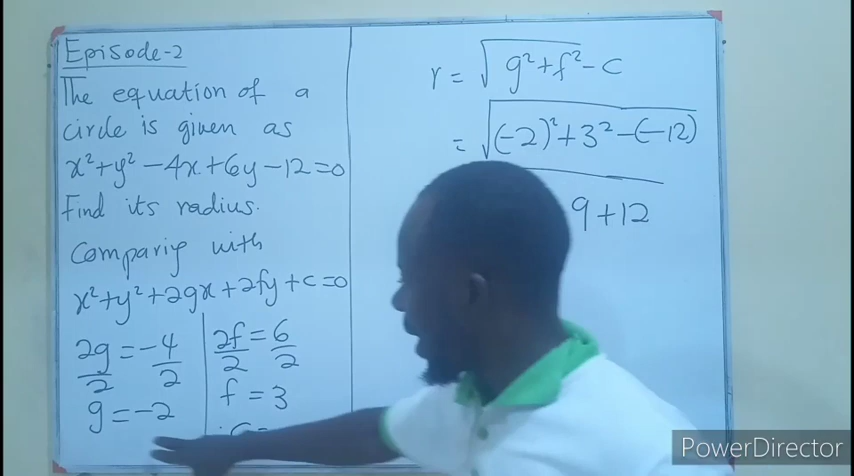 Episode-2
The equation of a
circle is given as
x²+y²-4x+6y-12=0
Find its radius.
Comparig with
x²+y²+2gx+2fy+c=0
2g/2=-4/2
g=-2
2f/2=6/2
f=3
r=√g²+f²-c
=√(-2)²+3²-(-12)
9+12
PowerDirector